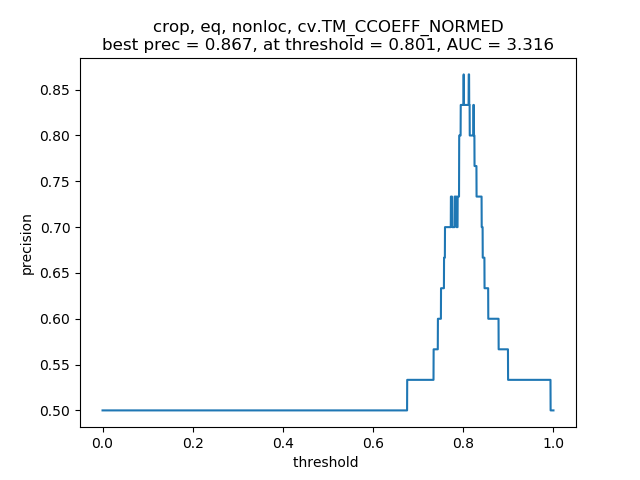 crop, eq, nonloc, cv.TM_CCOEFF_NORMED
best prec = 0.867, at threshold = 0.801, AUC = 3.316
0.85
0.80
0.75
0.70
0.65
0.60
0.55
0.50
precision
0.0 0.2 0.4 0.6 0.8 1.0
threshold